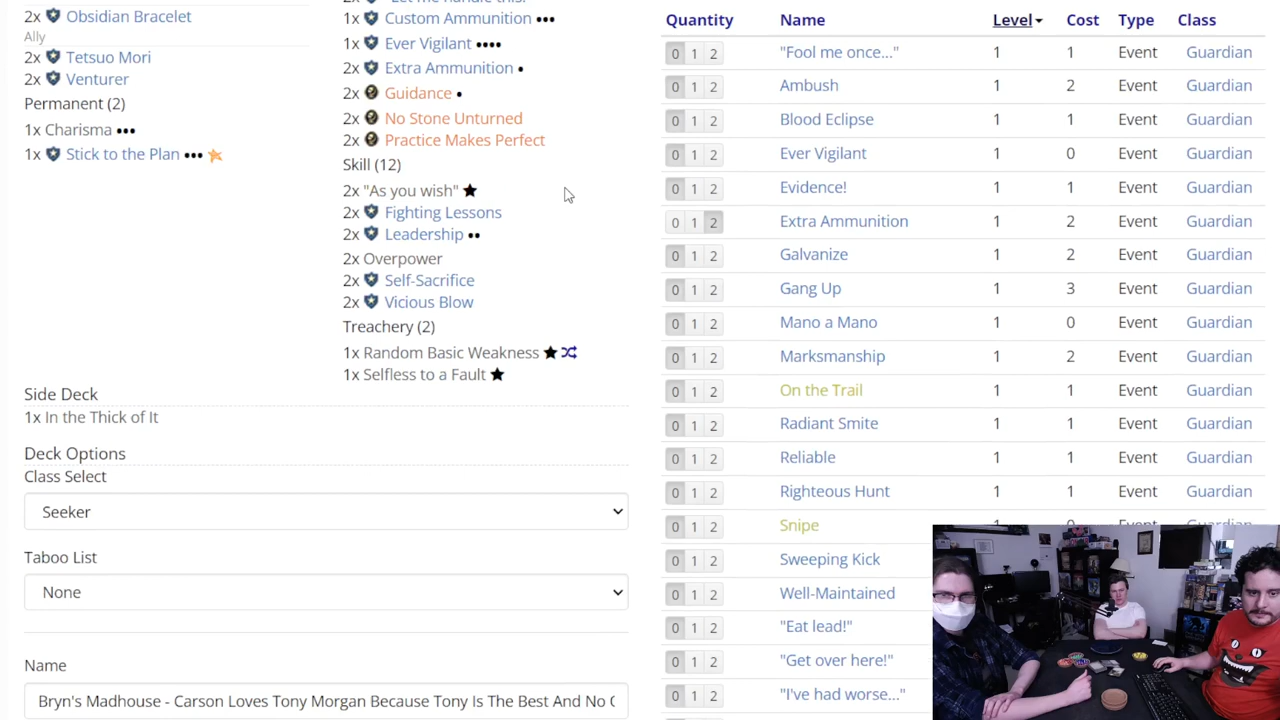 2x Obsidian Bracelet
Ally
2x Tetsuo Mori
2x Venturer
Permanent (2)
1x Charisma
1x Stick to the Plan
1x Custom Ammunition
1x Ever Vigilant
2x Extra Ammunition
2x Guidance
2x No Stone Unturned
2x Practice Makes Perfect
Skill (12)
2x "As you wish"
2x Fighting Lessons
2x Leadership
2x Overpower
2x Self-Sacrifice
2x Vicious Blow
Treachery (2)
1x Random Basic Weakness
1x Selfless to a Fault
Side Deck
1x In the Thick of It
Deck Options
Class Select
Seeker
Taboo List
None
Name
Bryn's Madhouse - Carson Loves Tony Morgan Because Tony Is The Best And No
Quantity Name Level Cost Type Class
0 1 2 "Fool me once..." 1 1 Event Guardian
0 1 2 Ambush 1 2 Event Guardian
0 1 2 Blood Eclipse 1 1 Event Guardian
0 1 2 Ever Vigilant 1 0 Event Guardian
0 1 2 Evidence! 1 1 Event Guardian
0 1 2 Extra Ammunition 1 2 Event Guardian
0 1 2 Galvanize 1 2 Event Guardian
0 1 2 Gang Up 1 3 Event Guardian
0 1 2 Mano a Mano 1 0 Event Guardian
0 1 2 Marksmanship 1 2 Event Guardian
0 1 2 On the Trail 1 1 Event Guardian
0 1 2 Radiant Smite 1 1 Event Guardian
0 1 2 Reliable 1 1 Event Guardian
0 1 2 Righteous Hunt 1 1 Event Guardian
0 1 2 Snipe 1 Event Guardian
0 1 2 Sweeping Kick
0 1 2 Well-Maintained
0 1 2 "Eat lead!"
0 1 2 "Get over here!"
0 1 2 "I've had worse..."